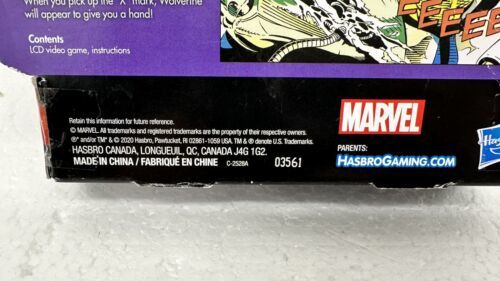 When you pick up the "X" mark, Wolverine
will appear to give you a hand!
Contents
LCD video game, instructions
EEEE
EEEE
Retain this information for future reference.
© MARVEL. All trademarks and registered trademarks are the property of their respective owners.
®* and/or TM* & © 2020 Hasbro, Pawtucket, RI 02861-1059 USA. TM & ® denote U.S. Trademarks.
HASBRO CANADA, LONGUEUIL, QC, CANADA J4G 1G2.
MADE IN CHINA / FABRIQUÉ EN CHINE C-2528A 03561
MARVEL
PARENTS:
HASBROGAMING.COM